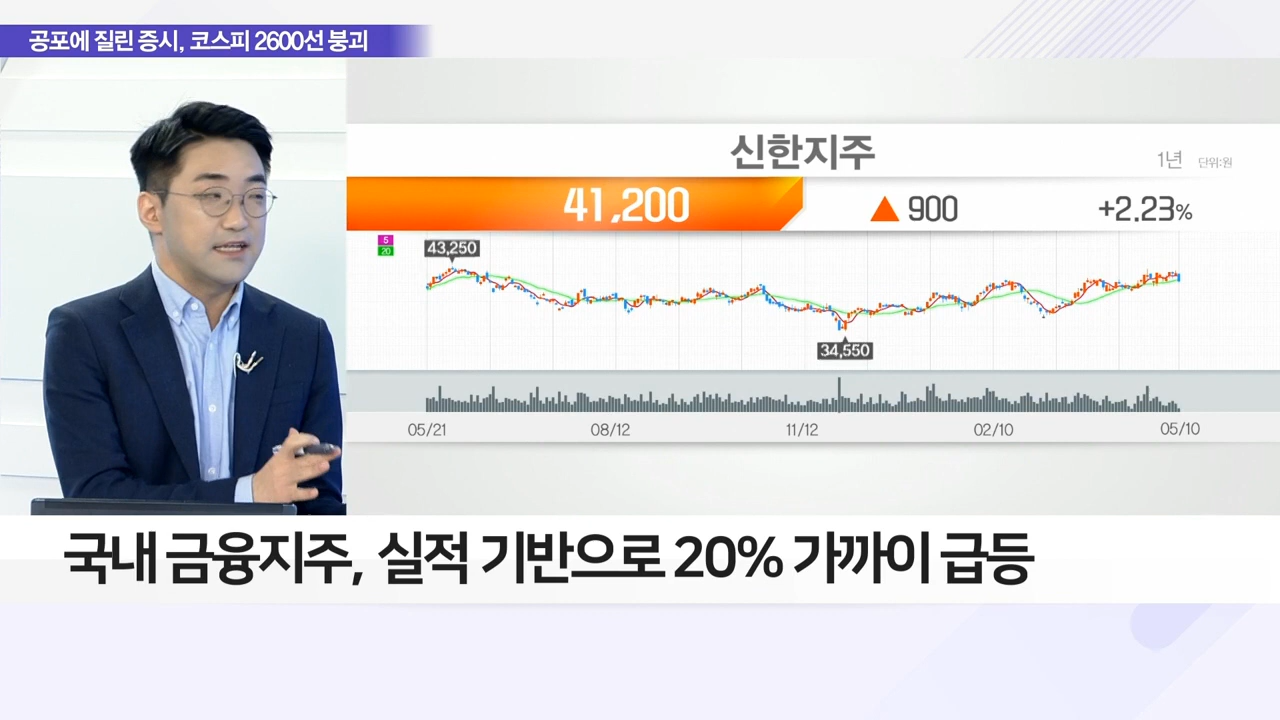 공포에 질린 증시, 코스피 2600선 붕괴
신한지주
1년 단위:원
41,200 ▲ 900 +2.23%
5
20
43,250
34,550
05/21 08/12 11/12 02/10 05/10
국내 금융지주, 실적 기반으로 20% 가까이 급등